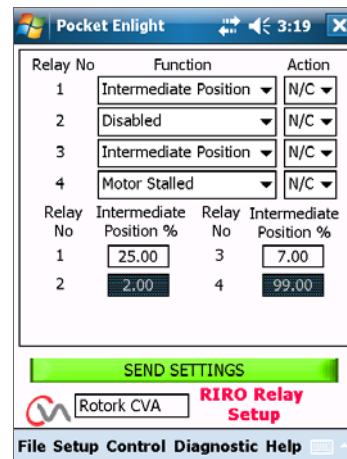 Pocket Enlight 3:19
Relay No Function Action
1 Intermediate Position N/C
2 Disabled N/C
3 Intermediate Position N/C
4 Motor Stalled N/C
Relay Intermediate Relay Intermediate
No Position % No Position %
1 25.00 3 7.00
2 2.00 4 99.00
SEND SETTINGS
Rotork CVA RIRO Relay
Setup
File Setup Control Diagnostic Help